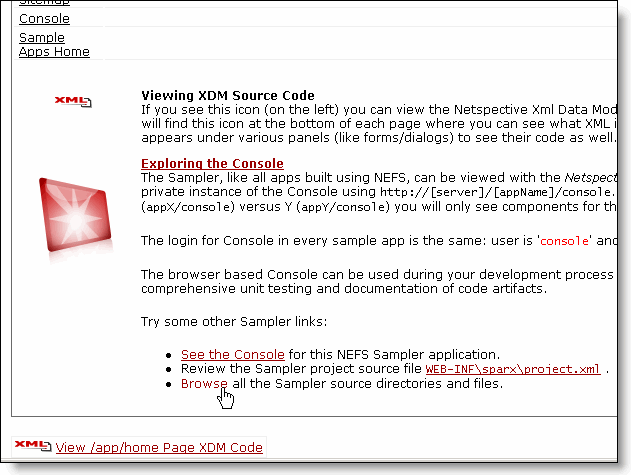 Sitemap
Console
Sample
Apps Home
XML
Viewing XDM Source Code
If you see this icon (on the left) you can view the Netspective Xml Data Mod
will find this icon at the bottom of each page where you can see what XML i
appears under various panels (like forms/dialogs) to see their code as well.
Exploring the Console
The Sampler, like all apps built using NEFS, can be viewed with the Netspect
private instance of the Console using http://[server]/[appName]/console.
(appX/console) versus Y (appY/console) you will only see components for th
The login for Console in every sample app is the same: user is 'console' and
The browser based Console can be used during your development process
comprehensive unit testing and documentation of code artifacts.
Try some other Sampler links:
• See the Console for this NEFS Sampler application.
• Review the Sampler project source file WEB-INF\sparx\project.xml .
• Browse all the Sampler source directories and files.
XML View /app/home Page XDM Code